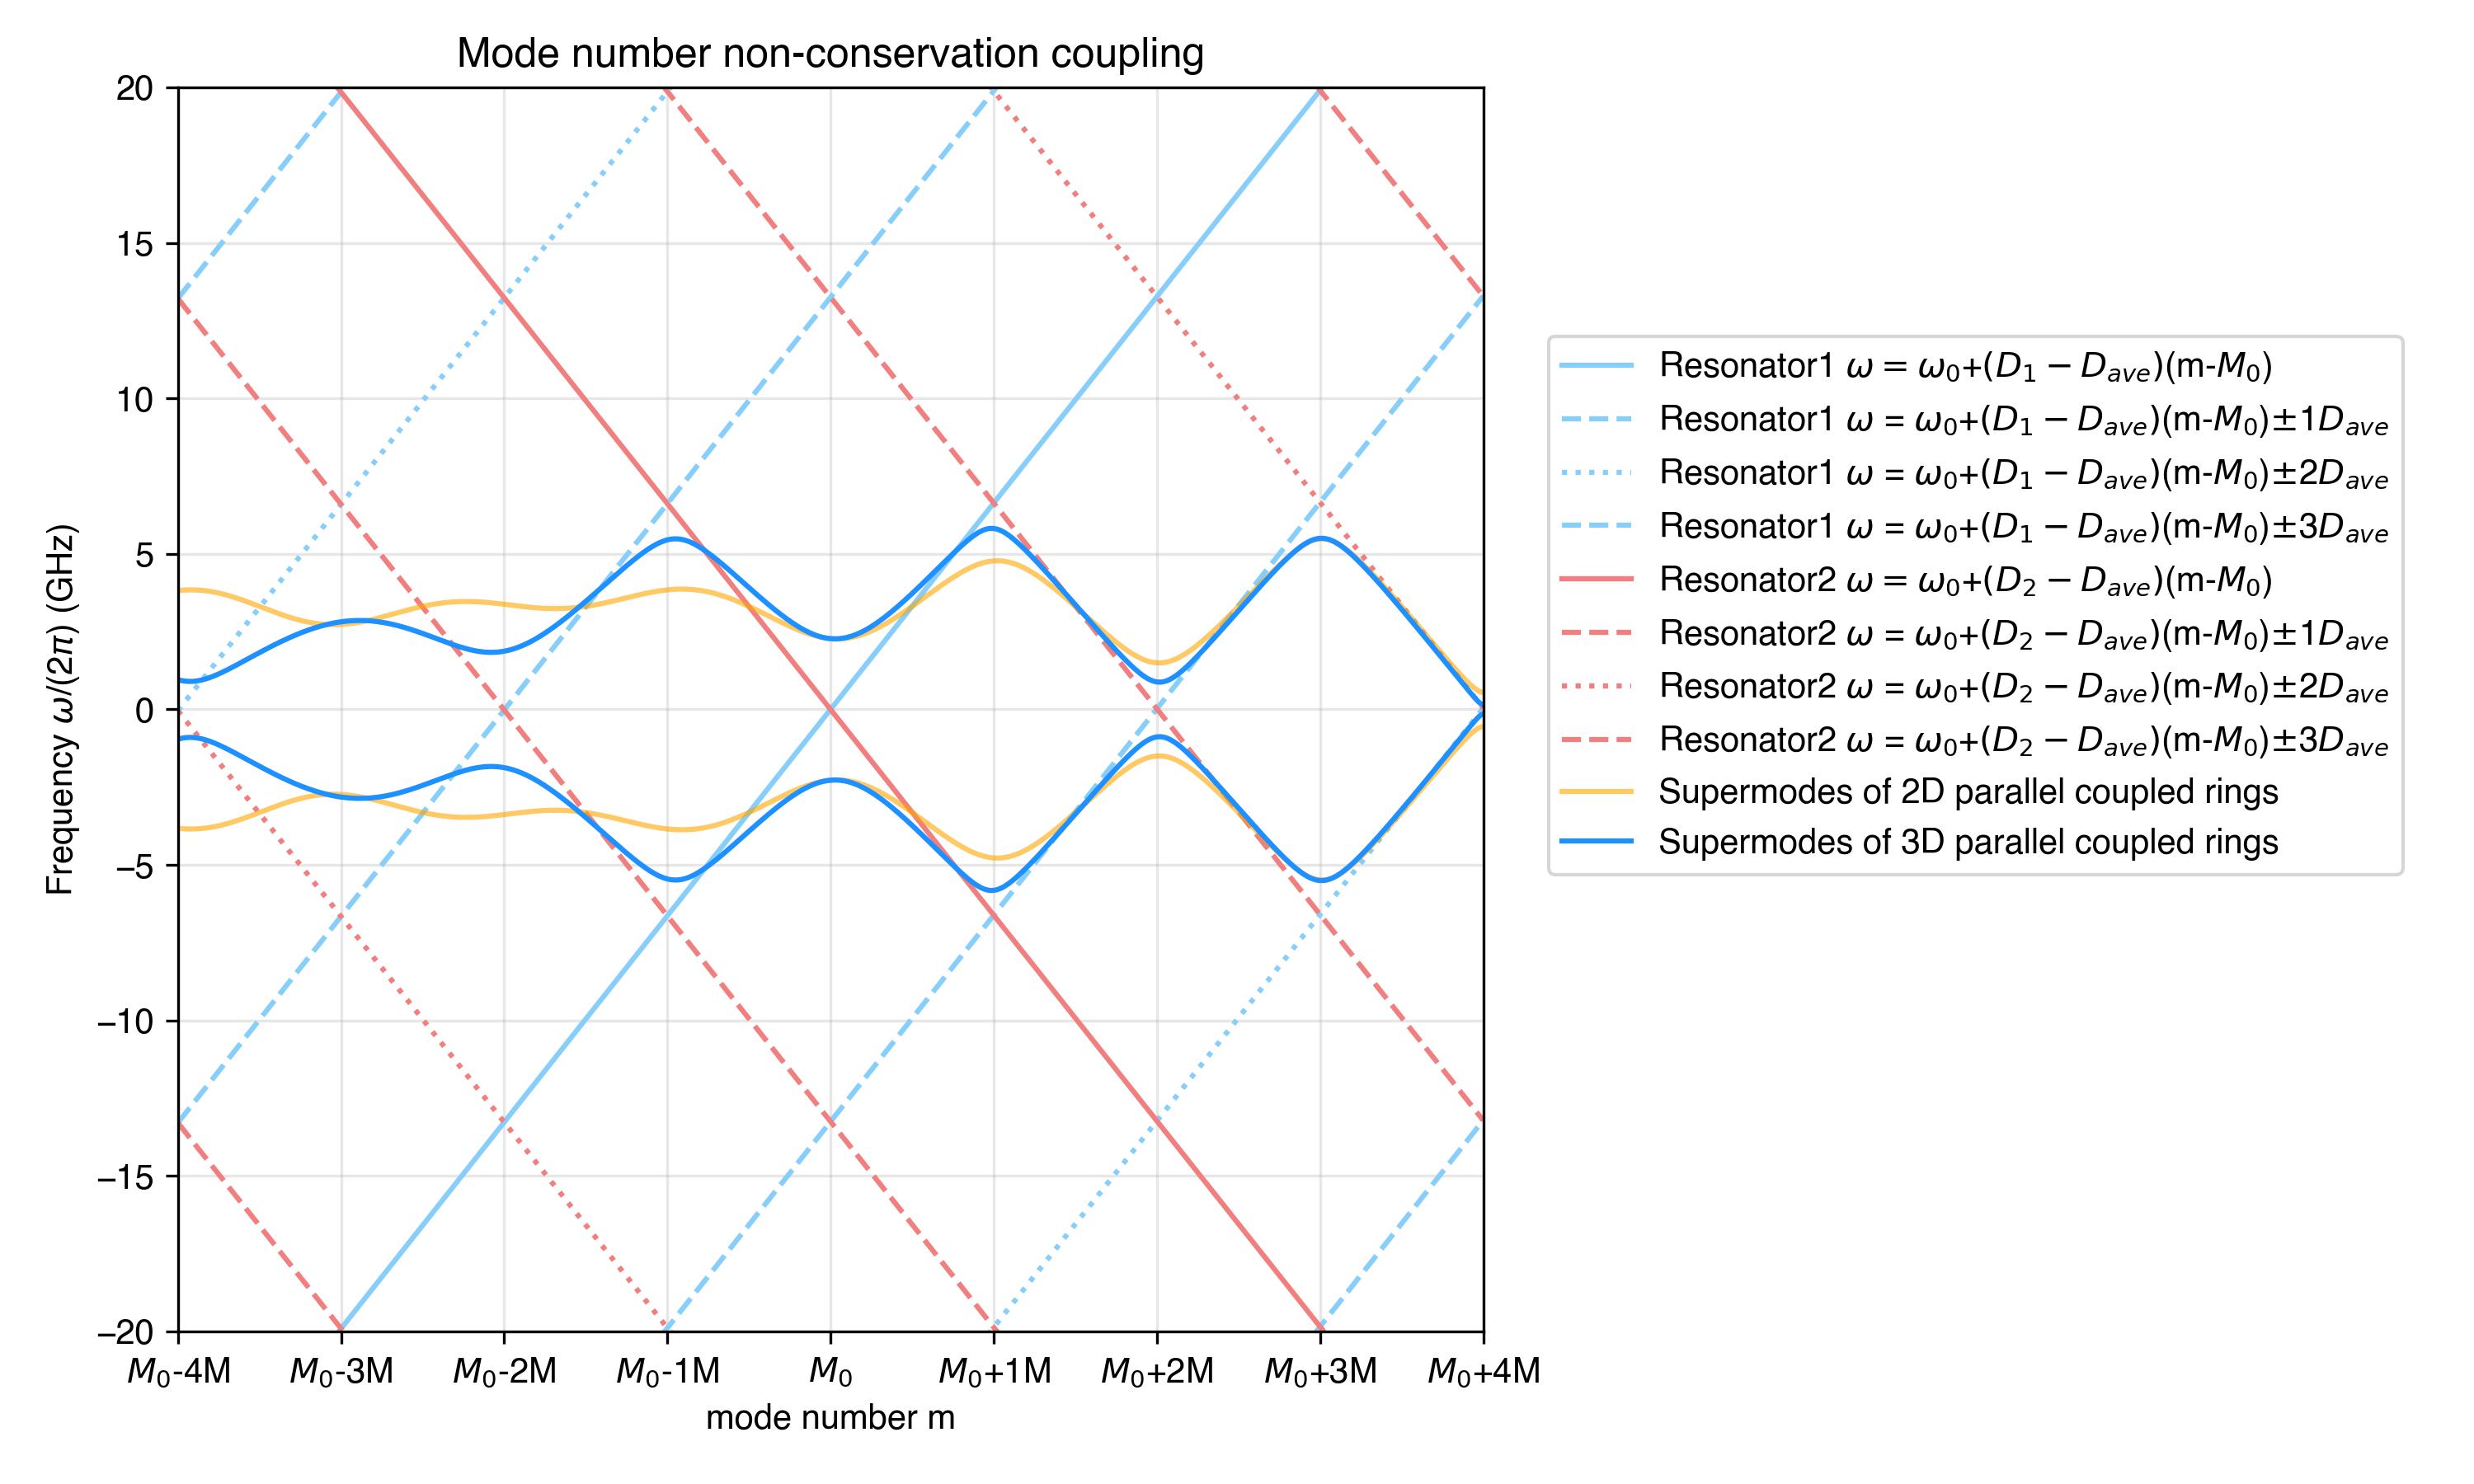 Mode number non-conservation coupling
20
15
10
5
0
−5
−10
−15
−20
Frequency ω/(2π) (GHz)
M₀-4M M₀-3M M₀-2M M₀-1M M₀ M₀+1M M₀+2M M₀+3M M₀+4M
mode number m
Resonator1 ω = ω₀+(D₁ − Dₐᵥₑ)(m-M₀)
Resonator1 ω = ω₀+(D₁ − Dₐᵥₑ)(m-M₀)±1Dₐᵥₑ
Resonator1 ω = ω₀+(D₁ − Dₐᵥₑ)(m-M₀)±2Dₐᵥₑ
Resonator1 ω = ω₀+(D₁ − Dₐᵥₑ)(m-M₀)±3Dₐᵥₑ
Resonator2 ω = ω₀+(D₂ − Dₐᵥₑ)(m-M₀)
Resonator2 ω = ω₀+(D₂ − Dₐᵥₑ)(m-M₀)±1Dₐᵥₑ
Resonator2 ω = ω₀+(D₂ − Dₐᵥₑ)(m-M₀)±2Dₐᵥₑ
Resonator2 ω = ω₀+(D₂ − Dₐᵥₑ)(m-M₀)±3Dₐᵥₑ
Supermodes of 2D parallel coupled rings
Supermodes of 3D parallel coupled rings